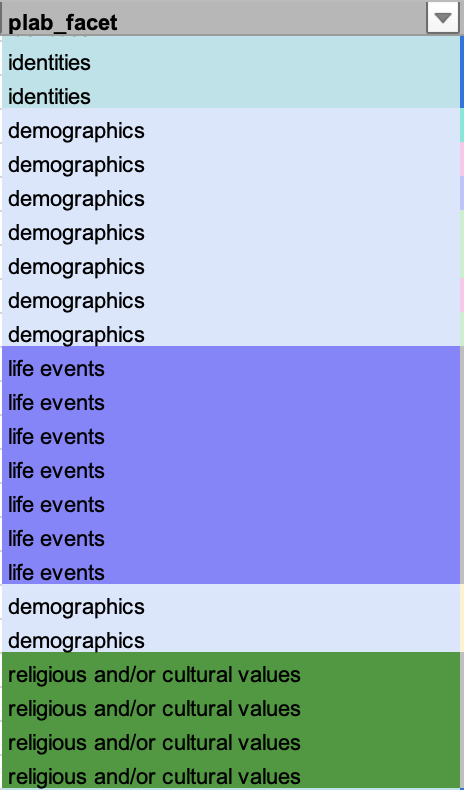 plab_facet
identities
identities
demographics
demographics
demographics
demographics
demographics
demographics
demographics
life events
life events
life events
life events
life events
life events
life events
demographics
demographics
religious and/or cultural values
religious and/or cultural values
religious and/or cultural values
religious and/or cultural values